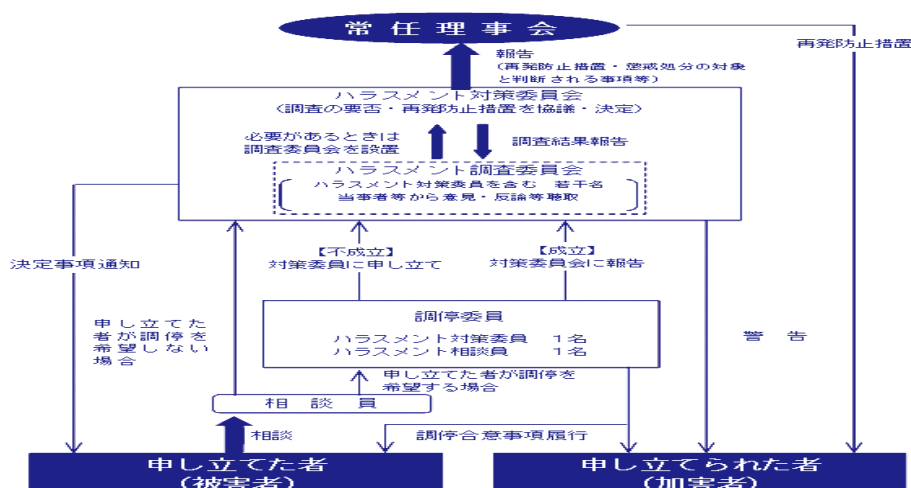 常任理事会
再発防止措置
報告
(再発防止措置・懲戒処分の対象
と判断される事項等)
ハラスメント対策委員会
(調査の要否・再発防止措置を協議・決定)
必要があるときは
調査委員会を設置
調査結果報告
ハラスメント調査委員会
ハラスメント対策委員を含む 若干名
当事者等から意見・反論等聴取
決定事項通知
【不成立】
対策委員に申し立て
【成立】
対策委員会に報告
申し立てた
者が調停を
希望しない
場合
調停委員
ハラスメント対策委員 1名
ハラスメント相談員 1名
警告
申し立てた者が調停を
希望する場合
相談員
相談
調停合意事項履行
申し立てた者
(被害者)
申し立てられた者
(加害者)